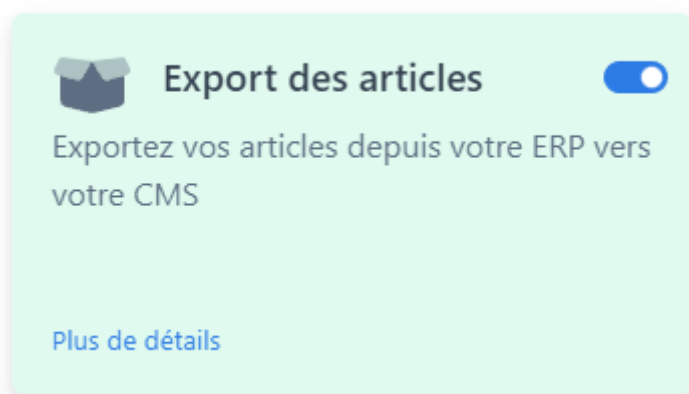 Export des articles
Exportez vos articles depuis votre ERP vers
votre CMS
Plus de détails